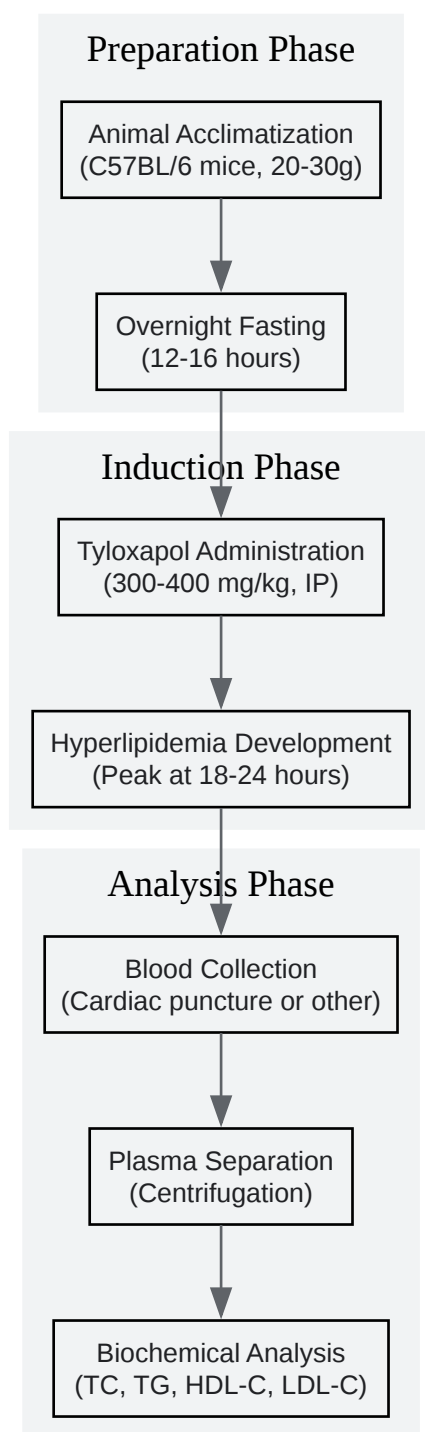 Preparation Phase
Animal Acclimatization
(C57BL/6 mice, 20-30g)
Overnight Fasting
(12-16 hours)
Induction Phase
Tyloxapol Administration
(300-400 mg/kg, IP)
Hyperlipidemia Development
(Peak at 18-24 hours)
Analysis Phase
Blood Collection
(Cardiac puncture or other)
Plasma Separation
(Centrifugation)
Biochemical Analysis
(TC, TG, HDL-C, LDL-C)